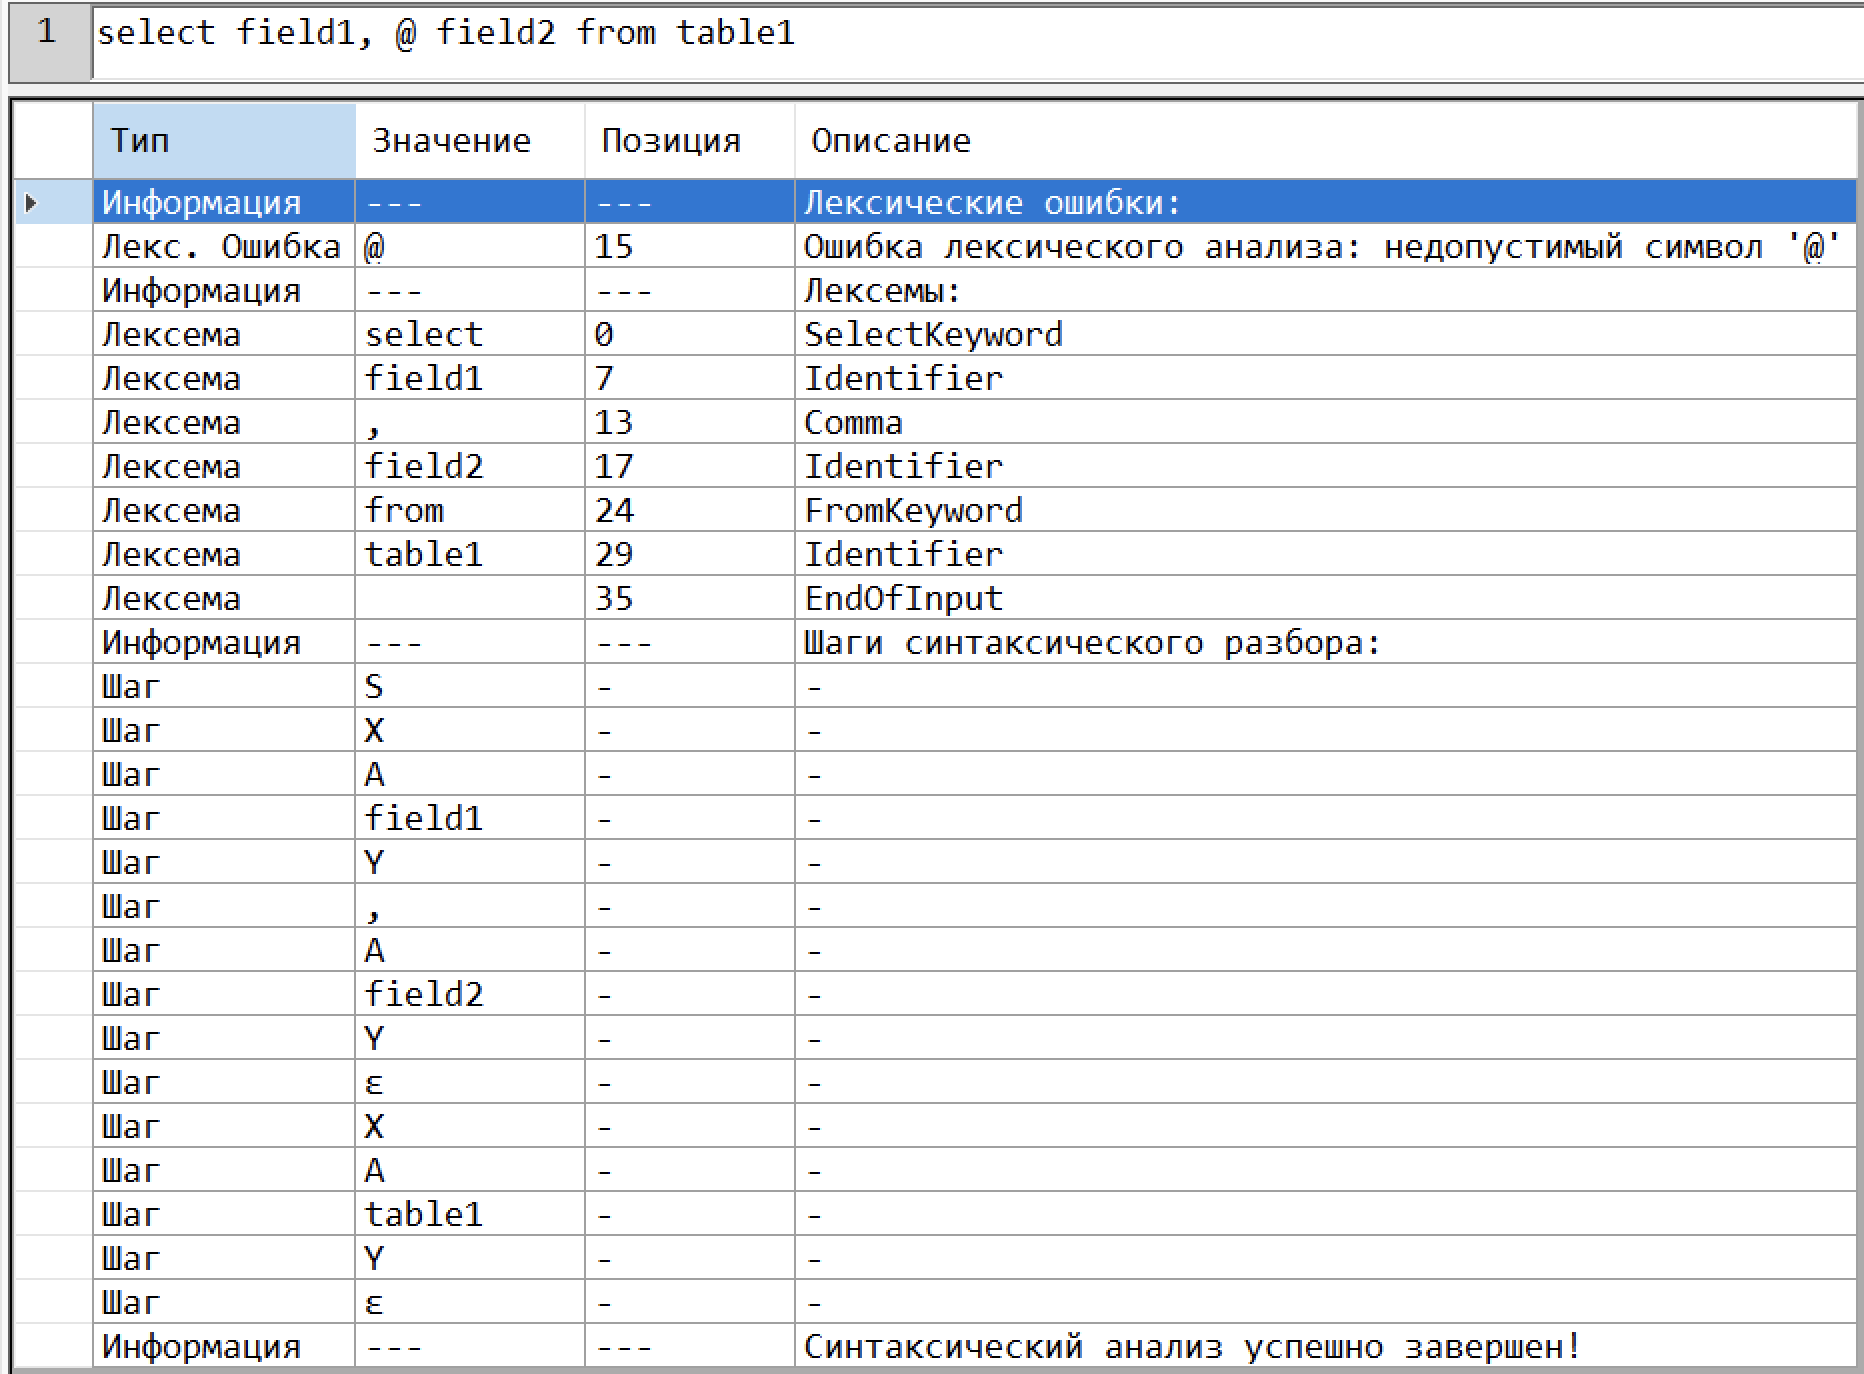 1 select field1, @ field2 from table1
Тип Значение Позиция Описание
Информация --- --- Лексические ошибки:
Лекс. Ошибка @ 15 Ошибка лексического анализа: недопустимый символ '@'
Информация --- --- Лексемы:
Лексема select 0 SelectKeyword
Лексема field1 7 Identifier
Лексема , 13 Comma
Лексема field2 17 Identifier
Лексема from 24 FromKeyword
Лексема table1 29 Identifier
Лексема 35 EndOfInput
Информация --- --- Шаги синтаксического разбора:
Шаг S - -
Шаг X - -
Шаг A - -
Шаг field1 - -
Шаг Y - -
Шаг , - -
Шаг A - -
Шаг field2 - -
Шаг Y - -
Шаг ε - -
Шаг X - -
Шаг A - -
Шаг table1 - -
Шаг Y - -
Шаг ε - -
Информация --- --- Синтаксический анализ успешно завершен!